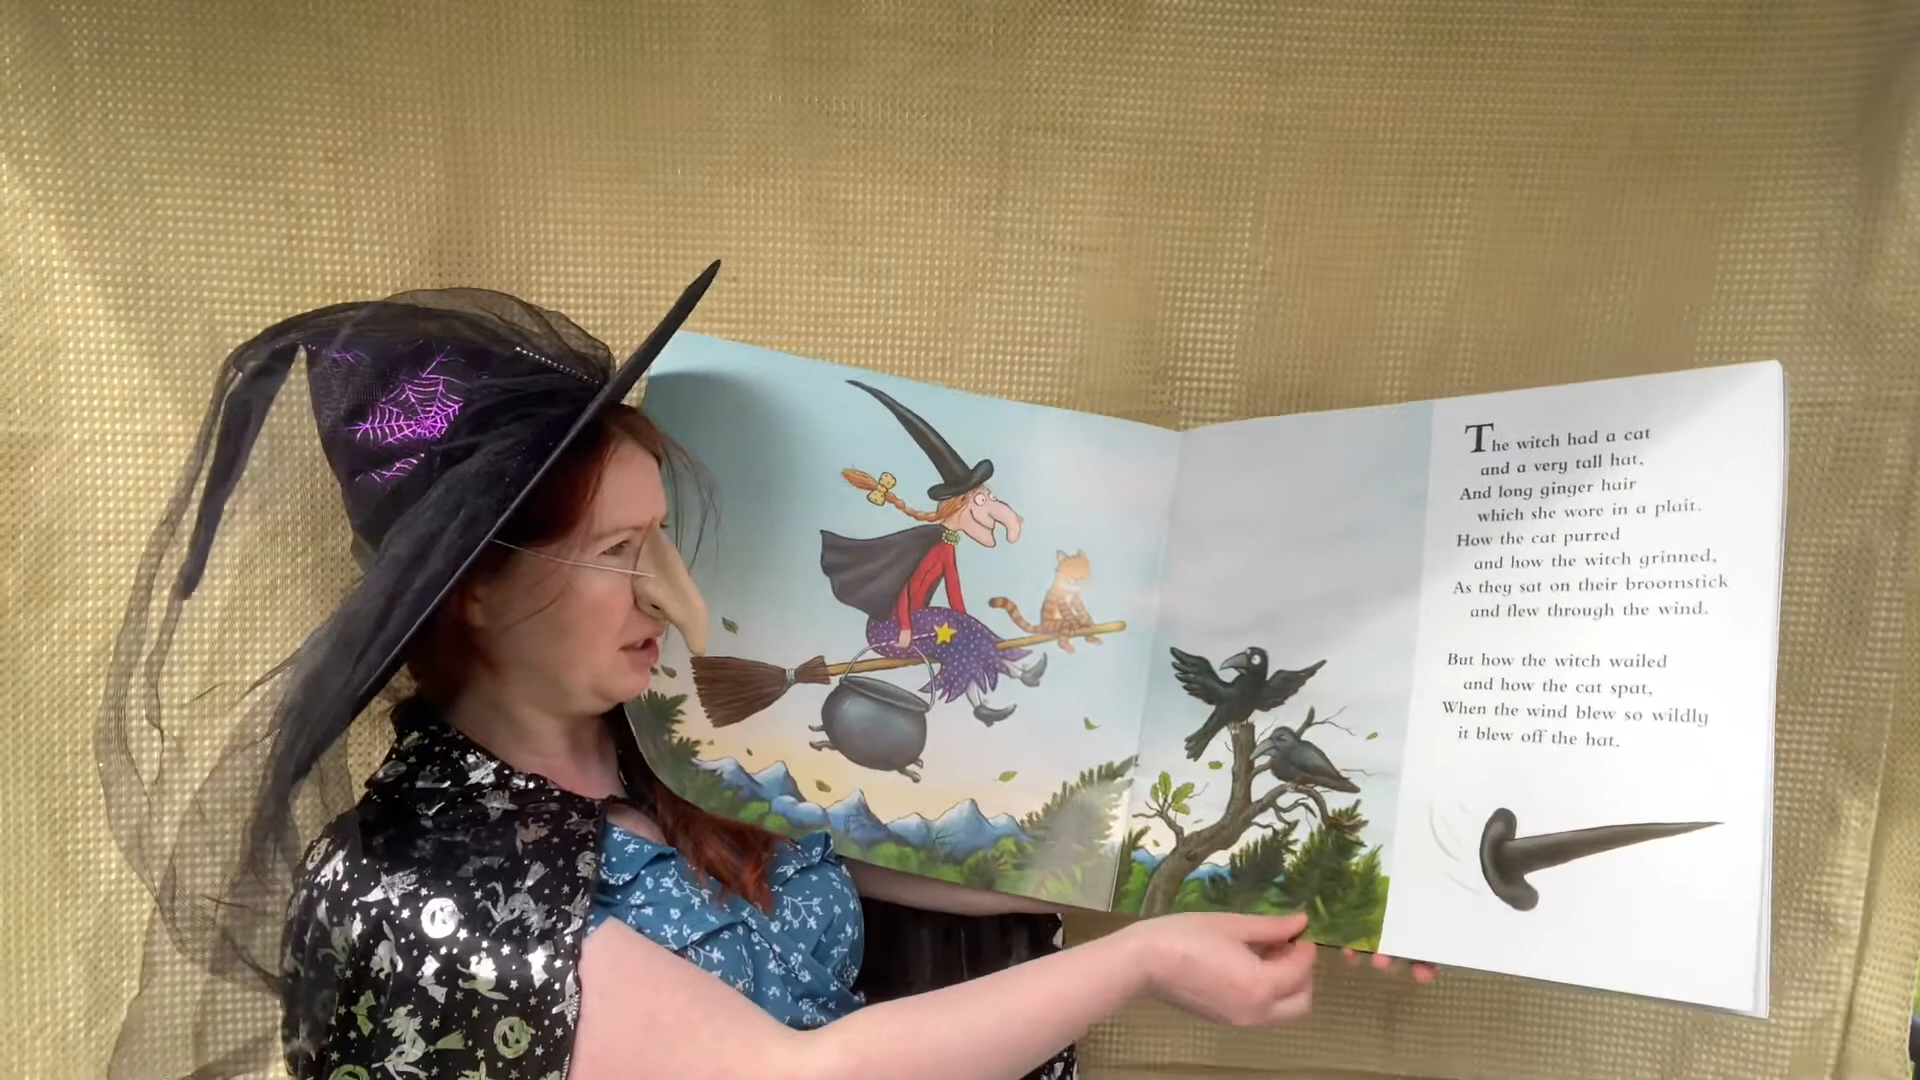 The witch had a cat
and a very tall hat,
And long ginger hair
which she wore in a plait.
How the cat purred
and how the witch grinned,
As they sat on their broomstick
and flew through the wind.
But how the witch wailed
and how the cat spat,
When the wind blew so wildly
it blew off the hat.